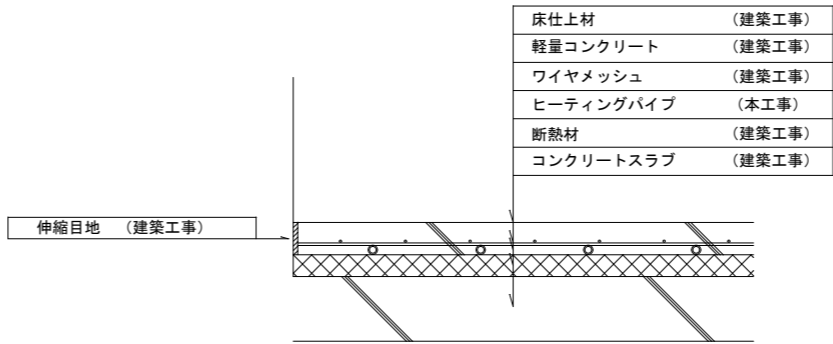 床仕上材 （建築工事）
軽量コンクリート （建築工事）
ワイヤメッシュ （建築工事）
ヒーティングパイプ （本工事）
断熱材 （建築工事）
コンクリートスラブ （建築工事）
伸縮目地 （建築工事）